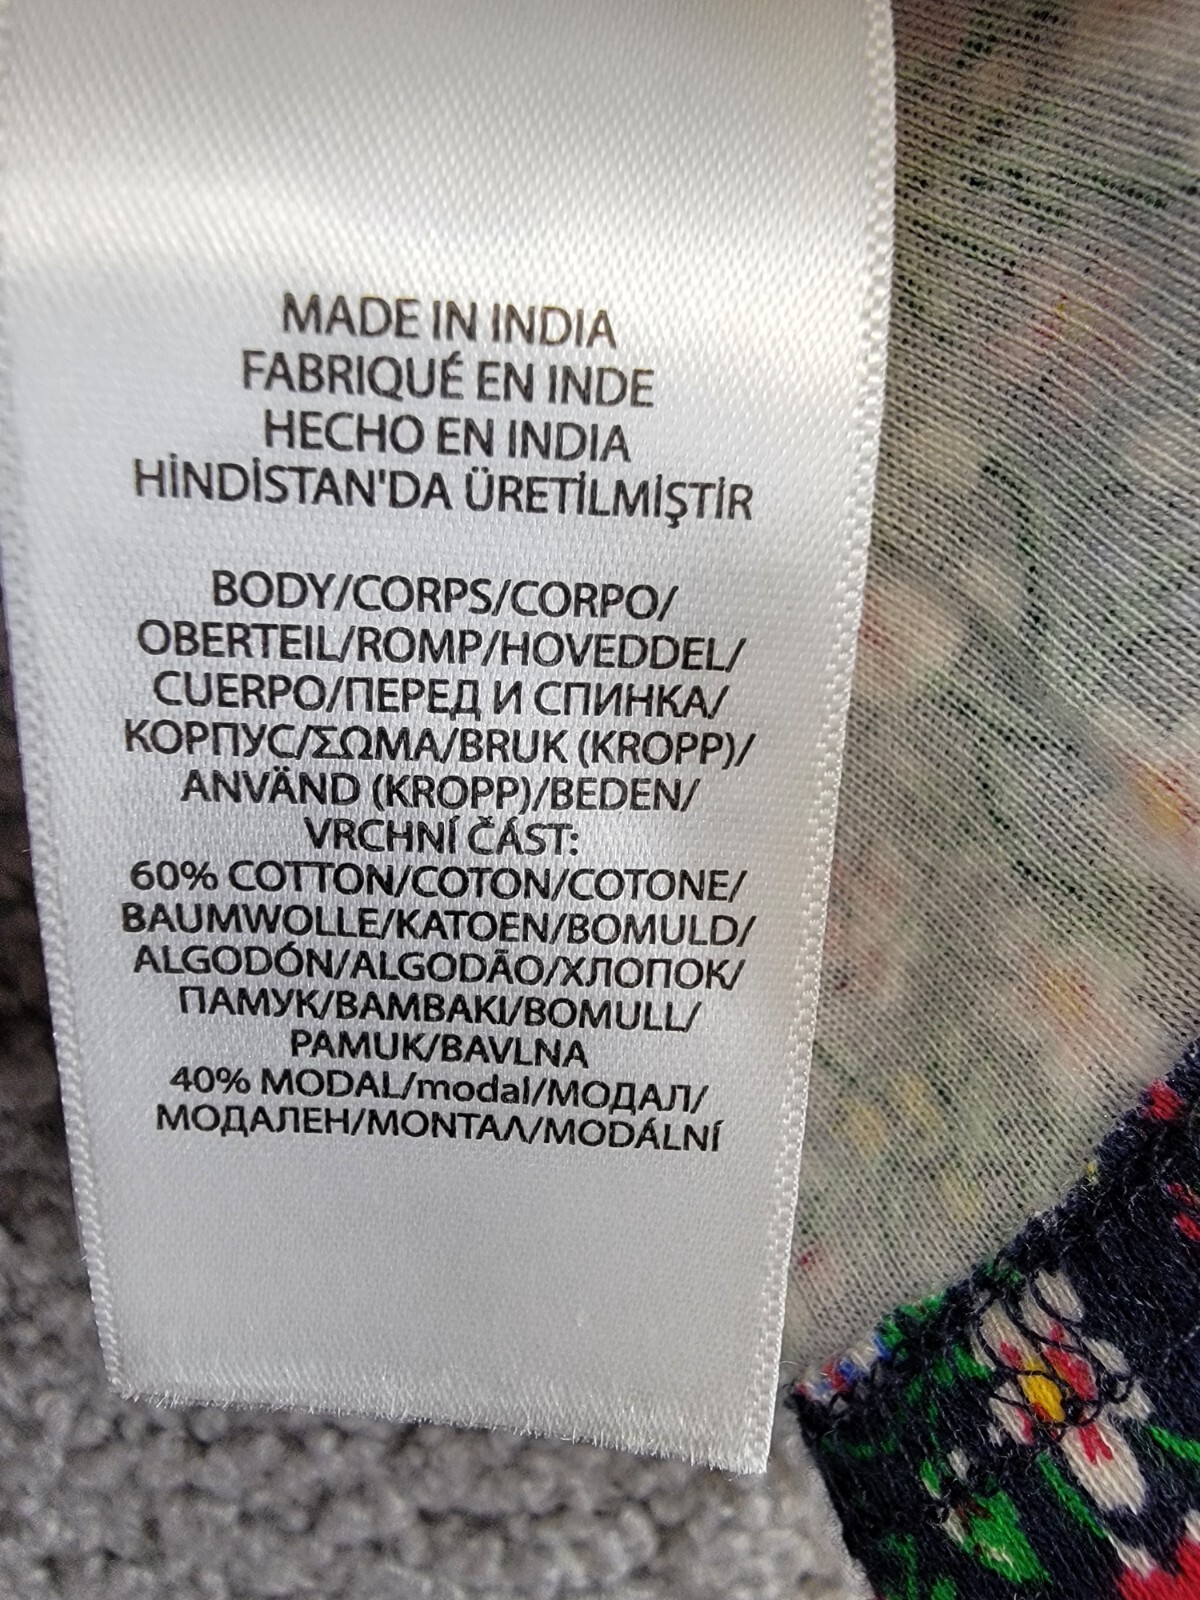 MADE IN INDIA
FABRIQUÉ EN INDE
HECHO EN INDIA
HİNDİSTAN'DA ÜRETİLMİŞTİR
BODY/CORPS/CORPO/
OBERTEIL/ROMP/HOVEDDEL/
CUERPO/ПЕРЕД И СПИНКА/
КОРПУС/ΣΩΜΑ/BRUK (KROPP)/
ANVÄND (KROPP)/BEDEN/
VRCHNÍ ČÁST:
60% COTTON/COTON/COTONE/
BAUMWOLLE/KATOEN/BOMULD/
ALGODÓN/ALGODÃO/ХЛОПОК/
ПАМУК/ΒΑΜΒΑΚΙ/BOMULL/
PAMUK/BAVLNA
40% MODAL/modal/МОДАЛ/
МОДАЛЕН/ΜΟΝΤΑΛ/MODÁLNÍ